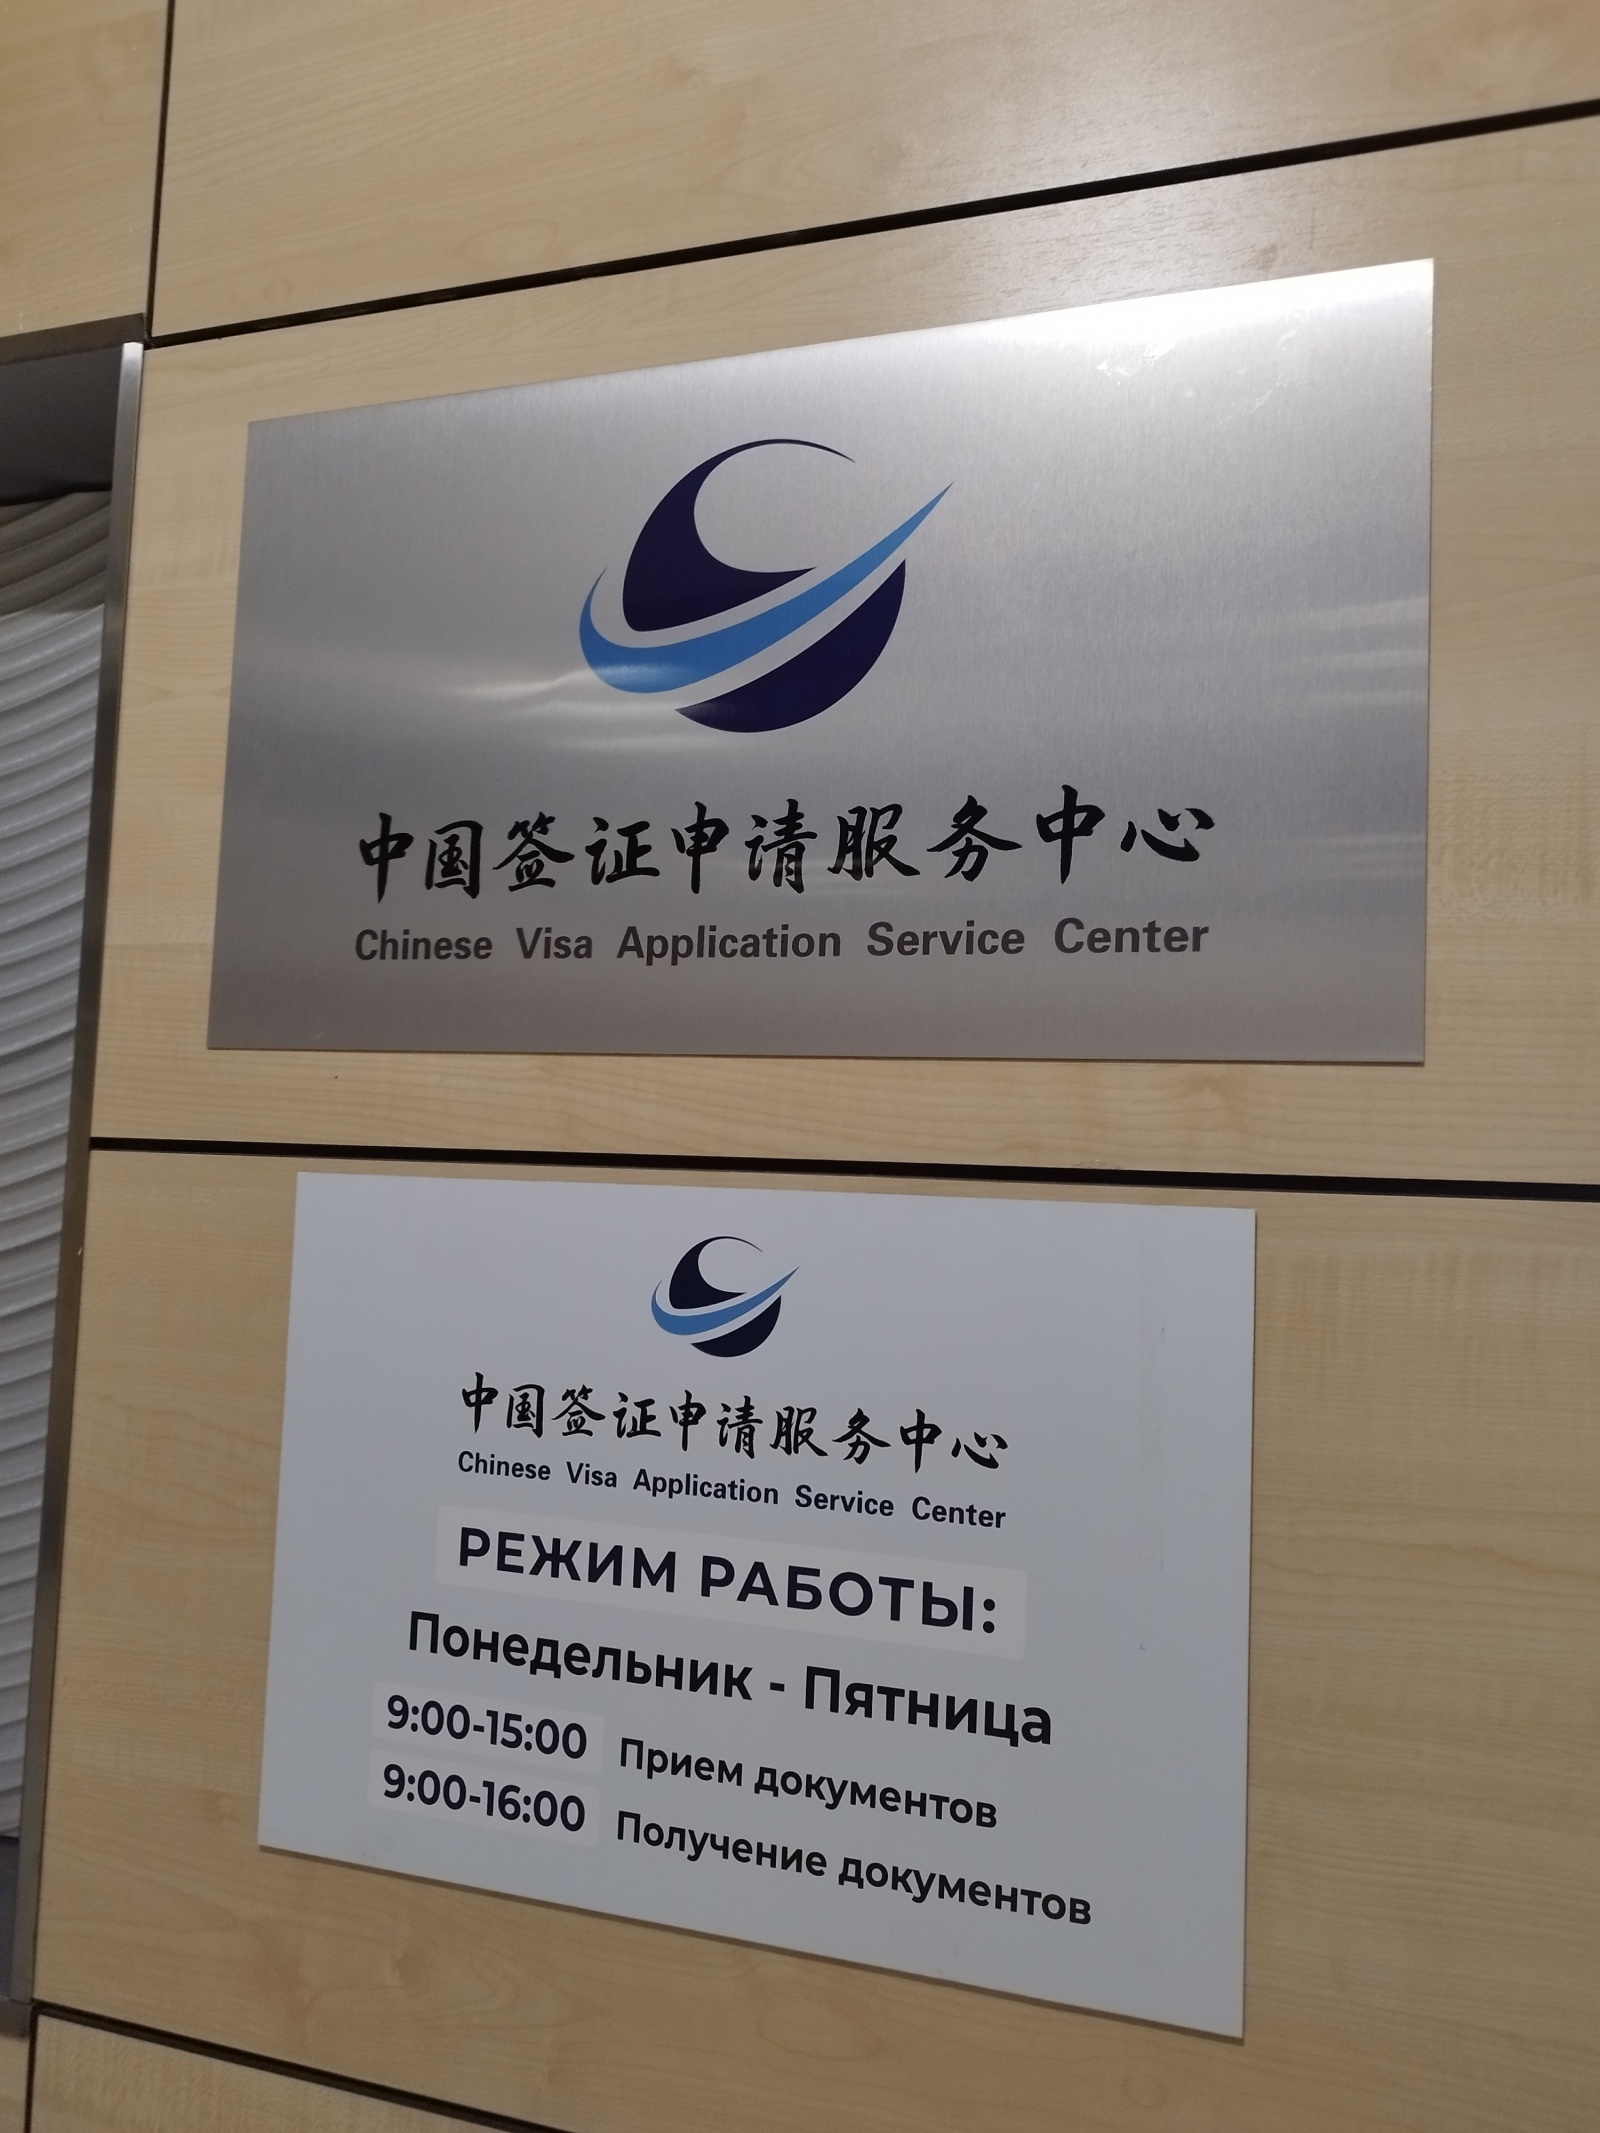 中国签证申请服务中心
Chinese Visa Application Service Center
中国签证申请服务中心
Chinese Visa Application Service Center
РЕЖИМ РАБОТЫ:
Понедельник - Пятница
9:00-15:00 Прием документов
9:00-16:00 Получение документов